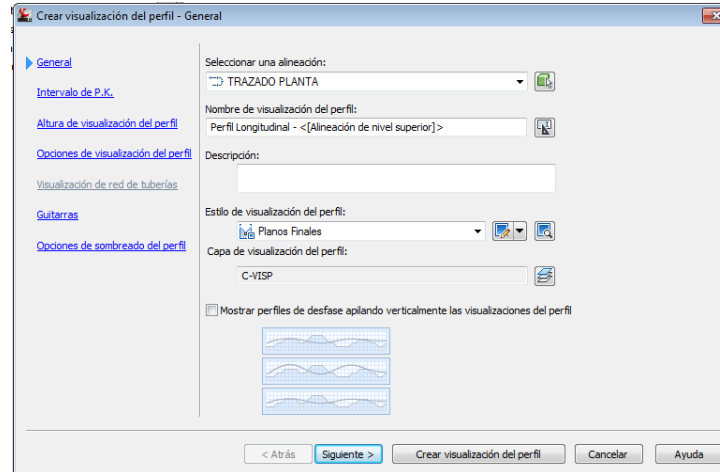 Crear visualización del perfil - General
General
Intervalo de P.K.
Altura de visualización del perfil
Opciones de visualización del perfil
Visualización de red de tuberías
Guitarras
Opciones de sombreado del perfil
Seleccionar una alineación:
TRAZADO PLANTA
Nombre de visualización del perfil:
Perfil Longitudinal - <[Alineación de nivel superior]>
Descripción:
Estilo de visualización del perfil:
Planos Finales
Capa de visualización del perfil:
C-VISP
Mostrar perfiles de desfase apilando verticalmente las visualizaciones del perfil
< Atrás Siguiente > Crear visualización del perfil Cancelar Ayuda